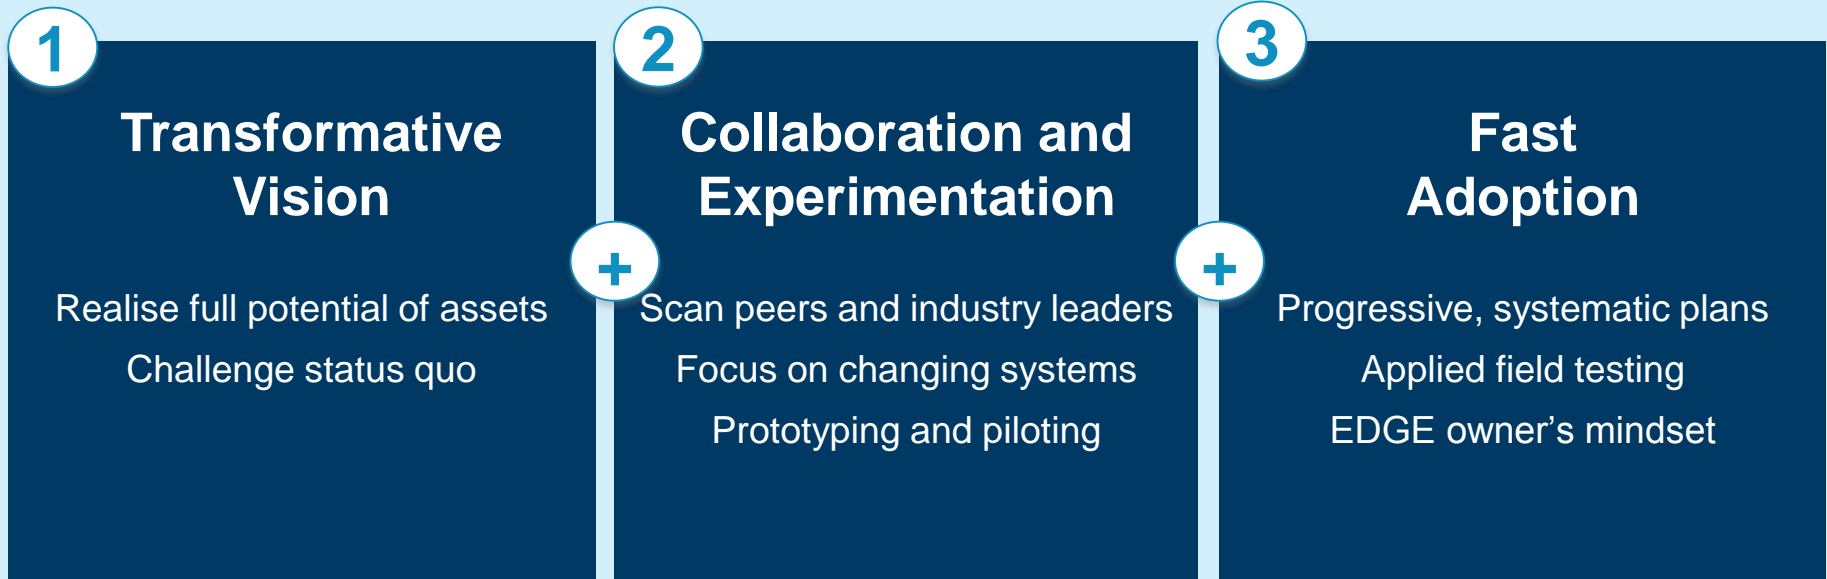 1
Transformative
Vision
Realise full potential of assets
Challenge status quo
+
2
Collaboration and
Experimentation
Scan peers and industry leaders
Focus on changing systems
Prototyping and piloting
+
3
Fast
Adoption
Progressive, systematic plans
Applied field testing
EDGE owner’s mindset